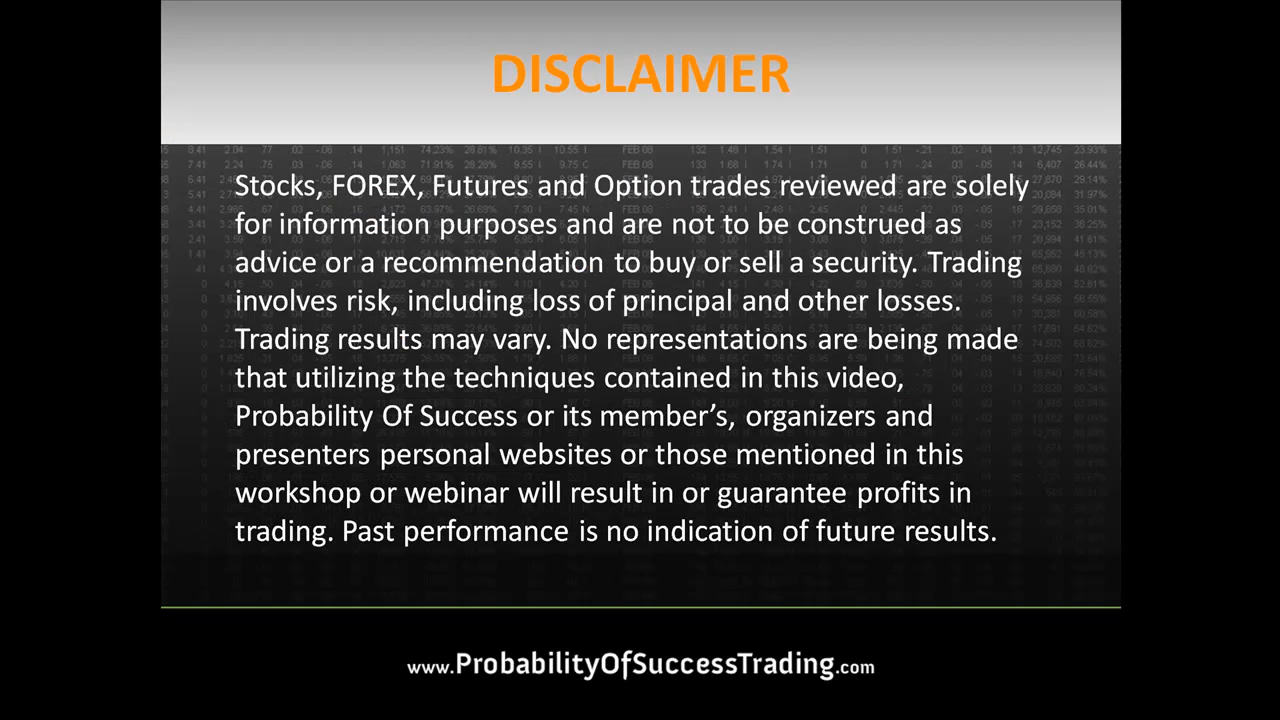 DISCLAIMER
Stocks, FOREX, Futures and Option trades reviewed are solely
for information purposes and are not to be construed as
advice or a recommendation to buy or sell a security. Trading
involves risk, including loss of principal and other losses.
Trading results may vary. No representations are being made
that utilizing the techniques contained in this video,
Probability Of Success or its member’s, organizers and
presenters personal websites or those mentioned in this
workshop or webinar will result in or guarantee profits in
trading. Past performance is no indication of future results.
www.ProbabilityOfSuccessTrading.com